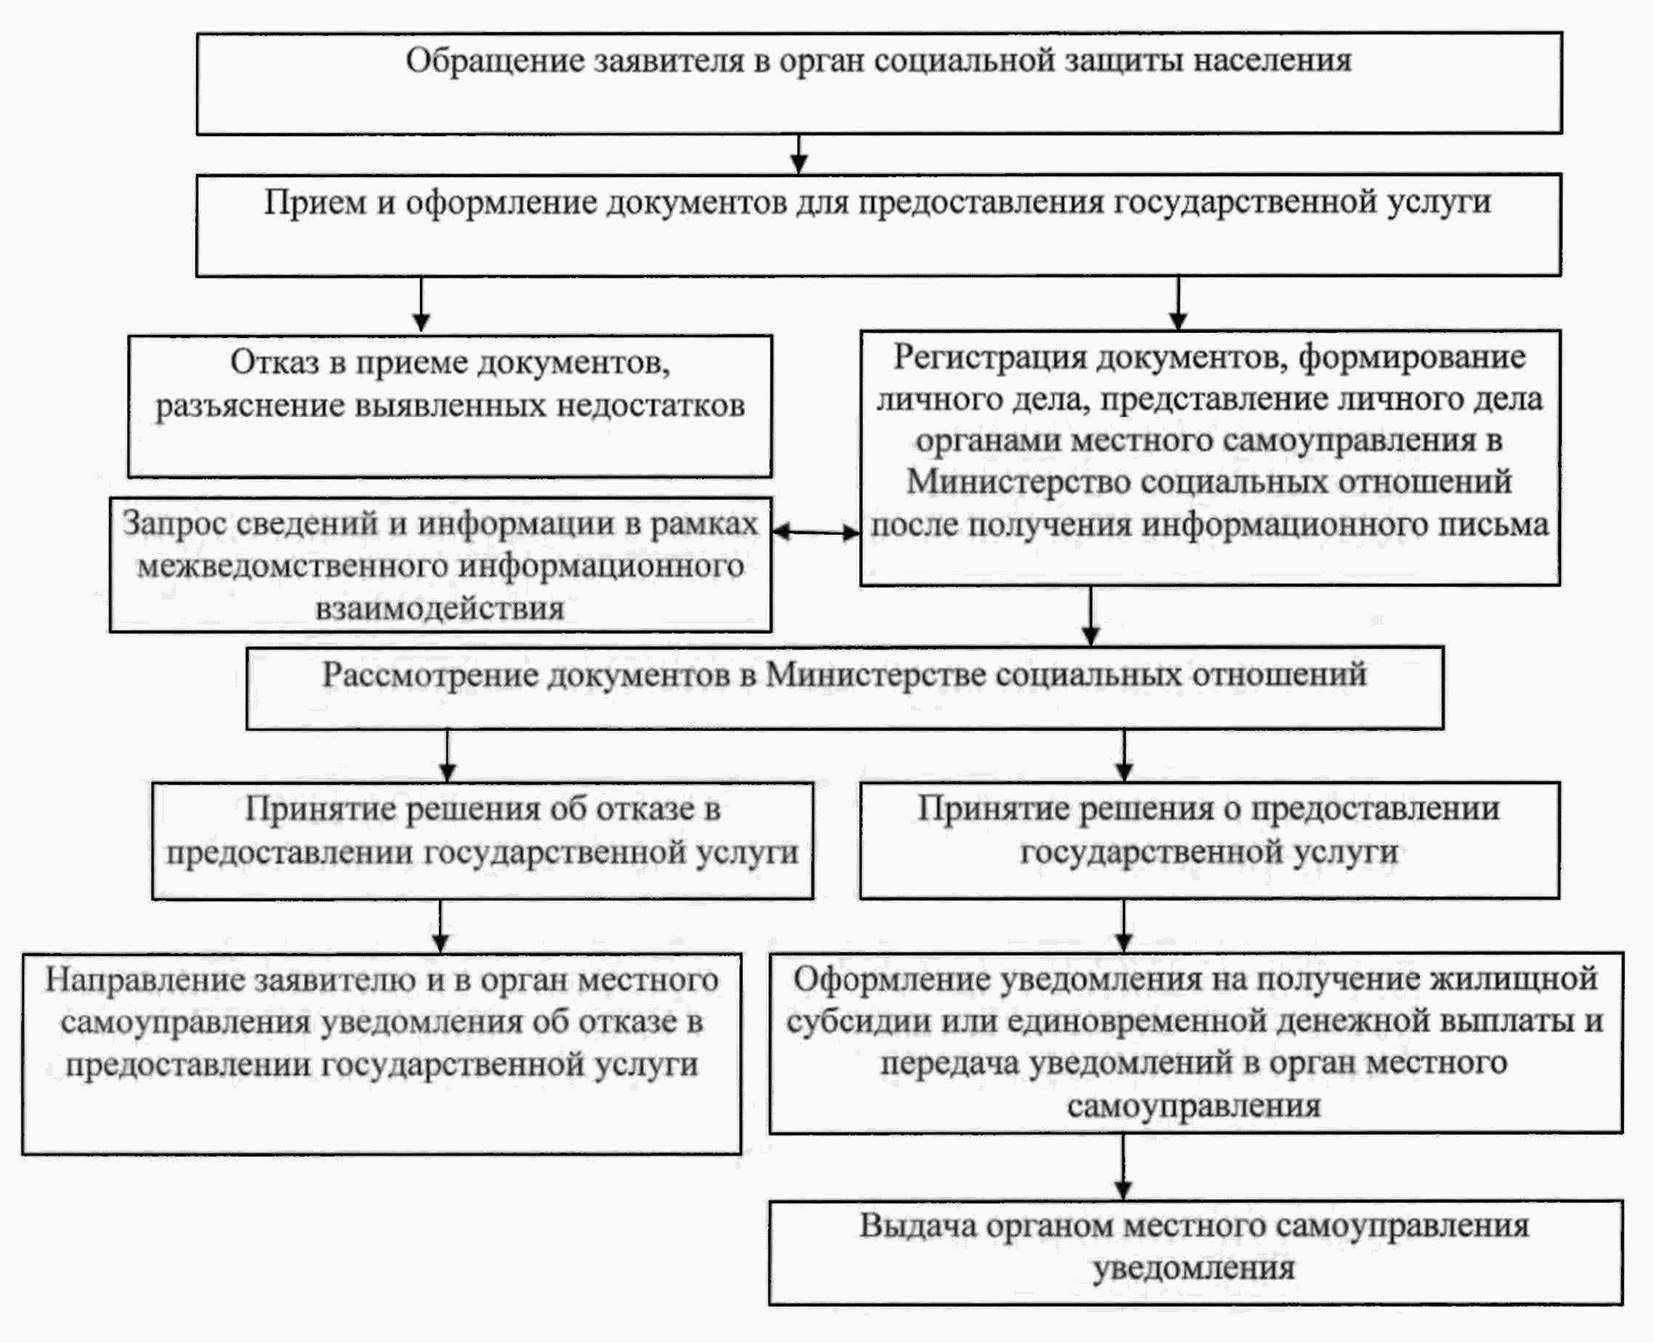 Обращение заявителя в орган социальной защиты населения
Прием и оформление документов для предоставления государственной услуги
Отказ в приеме документов,
разъяснение выявленных недостатков
Регистрация документов, формирование
личного дела, представление личного дела
органами местного самоуправления в
Министерство социальных отношений
после получения информационного письма
Запрос сведений и информации в рамках
межведомственного информационного
взаимодействия
Рассмотрение документов в Министерстве социальных отношений
Принятие решения об отказе в
предоставлении государственной услуги
Принятие решения о предоставлении
государственной услуги
Направление заявителю и в орган местного
самоуправления уведомления об отказе в
предоставлении государственной услуги
Оформление уведомления на получение жилищной
субсидии или единовременной денежной выплаты и
передача уведомлений в орган местного
самоуправления
Выдача органом местного самоуправления
уведомления